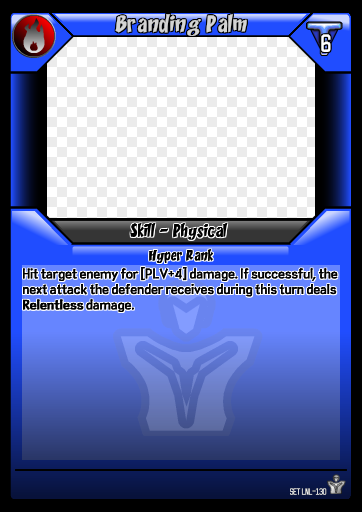 Branding Palm
6
Skill - Physical
Hyper Rank
Hit target enemy for [PLV+4] damage. If successful, the
next attack the defender receives during this turn deals
Relentless damage.
SET LNL-130